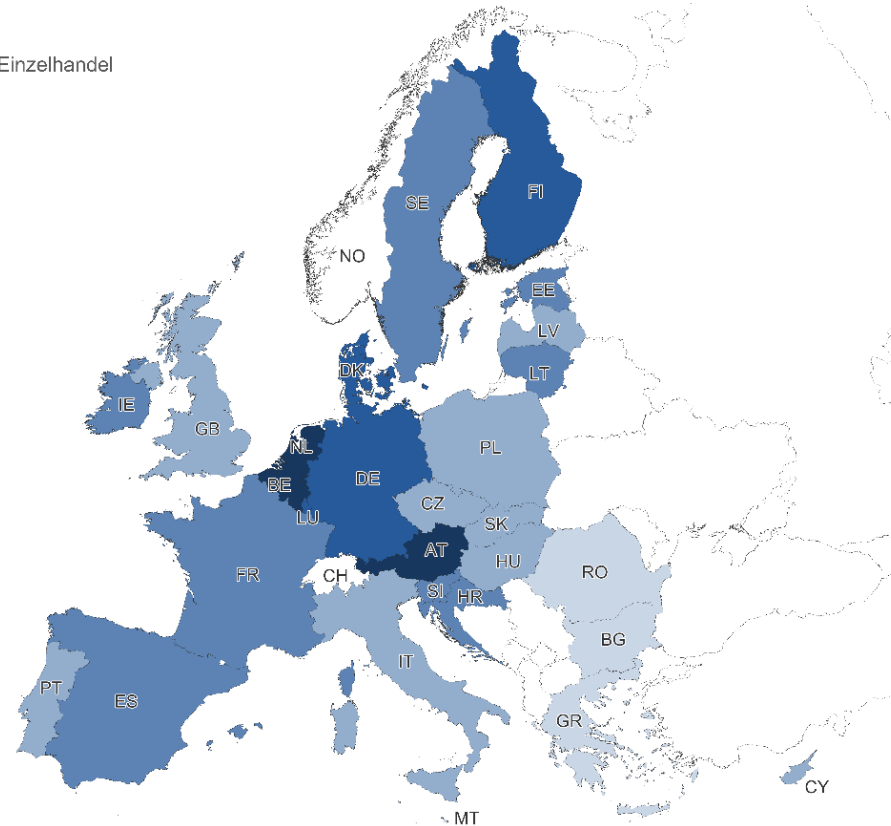 Einzelhandel
FI
SE
NO
EE
LV
LT
DK
IE
GB
NL
PL
BE
DE
CZ
LU
SK
AT
HU
FR
CH
RO
SI
HR
BG
IT
PT
ES
GR
CY
MT